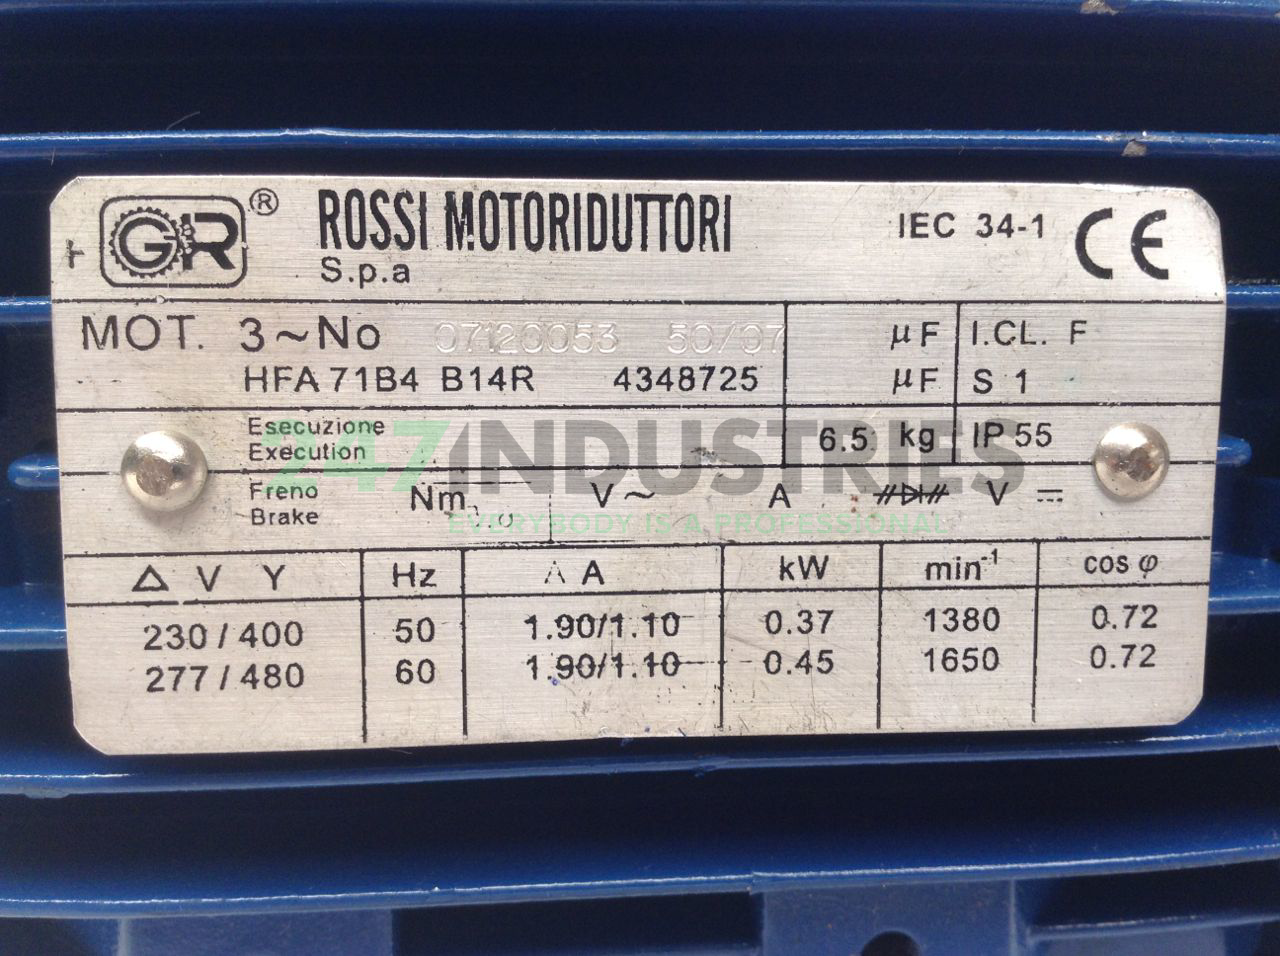 GR ® ROSSI MOTORIDUTTORI IEC 34-1 CE
S.p.a
MOT. 3~No 07120053 50/07 µF I.CL. F
HFA 71B4 B14R 4348725 µF S 1
Esecuzione
Execution 6.5 kg IP 55
247INDUSTRIES
EVERYBODY IS A PROFESSIONAL
Freno
Brake Nm V~ A V ⎓
Δ V Y Hz A kW min-1 cos φ
230/400 50 1.90/1.10 0.37 1380 0.72
277/480 60 1.90/1.10 0.45 1650 0.72